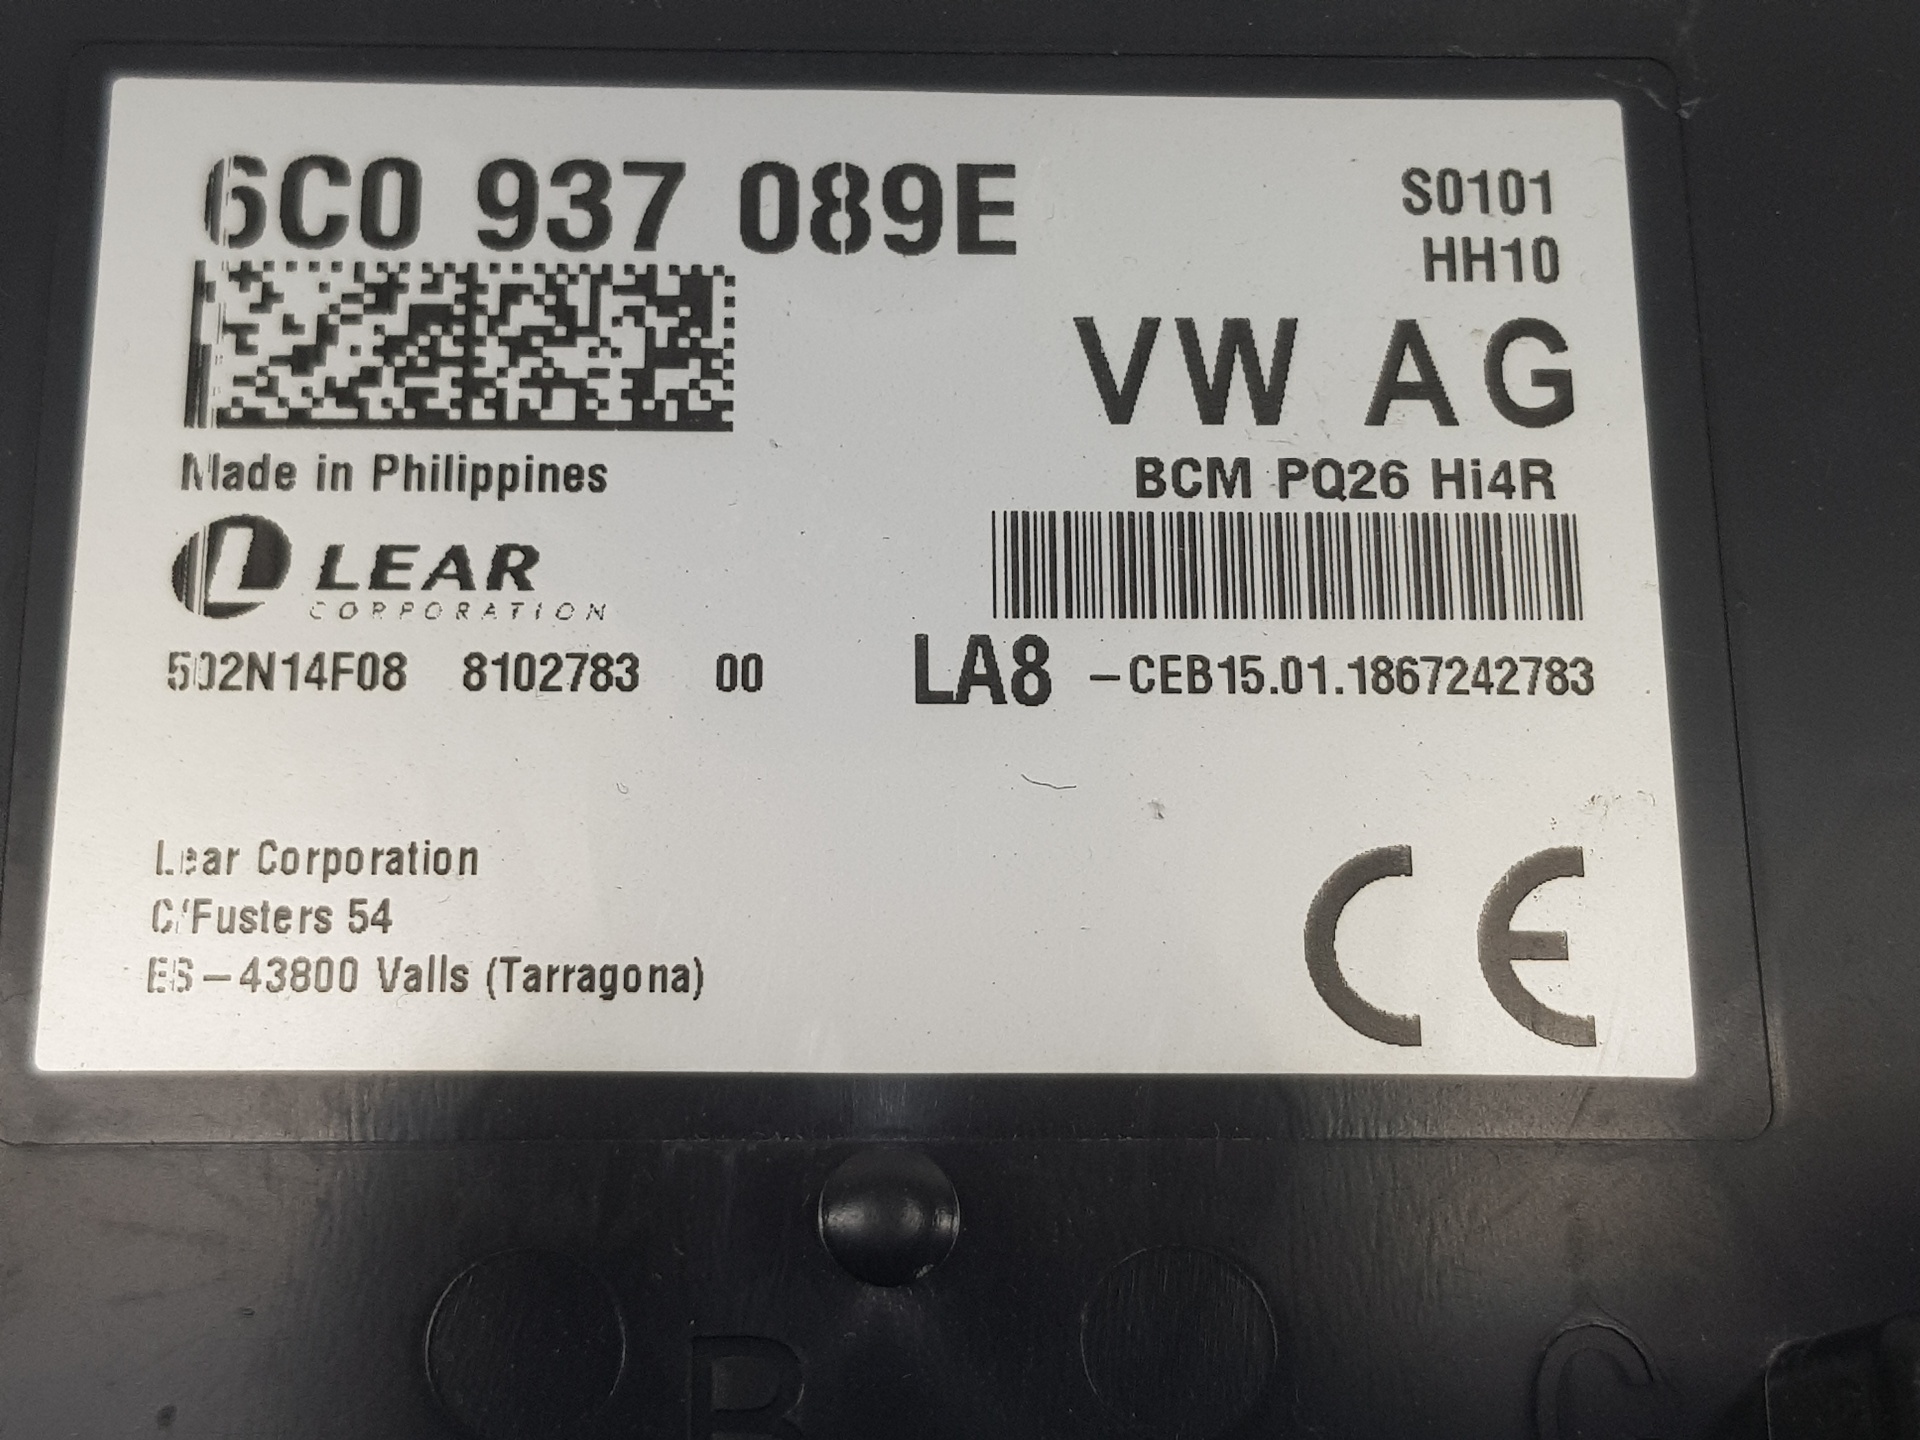 6C0 937 089E
S0101
HH10
VW AG
Made in Philippines
BCM PQ26 Hi4R
LEAR
CORPORATION
502N14F08 8102783 00
LA8 -CEB15.01.1867242783
Lear Corporation
C/Fusters 54
ES-43800 Valls (Tarragona)
CE
B
C